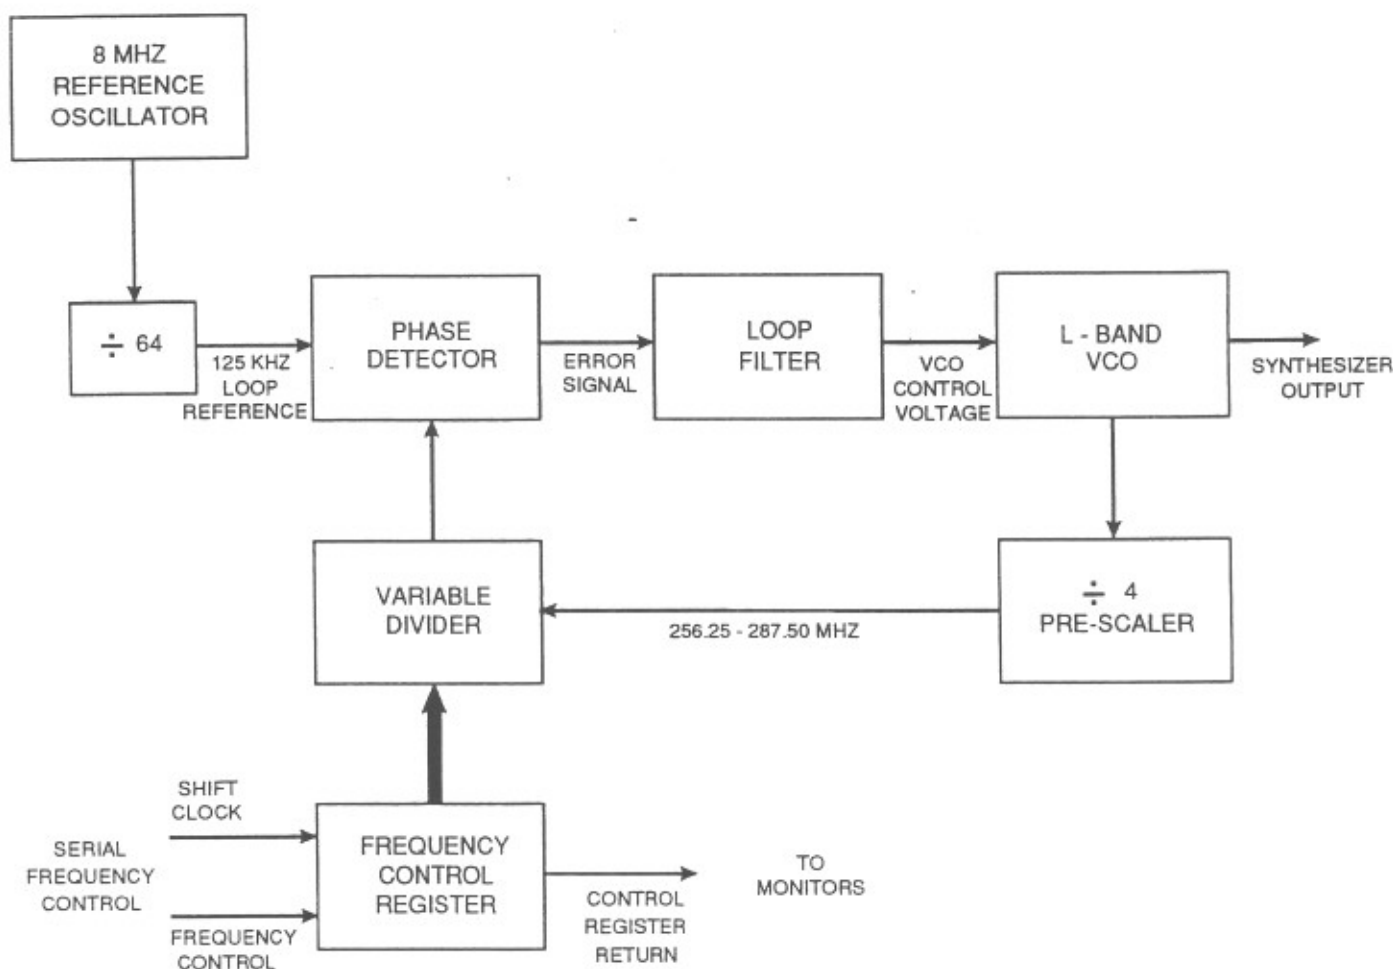 8 MHZ
REFERENCE
OSCILLATOR
÷ 64
125 KHZ
LOOP
REFERENCE
PHASE
DETECTOR
ERROR
SIGNAL
LOOP
FILTER
VCO
CONTROL
VOLTAGE
L - BAND
VCO
SYNTHESIZER
OUTPUT
VARIABLE
DIVIDER
256.25 - 287.50 MHZ
÷ 4
PRE-SCALER
SHIFT
CLOCK
SERIAL
FREQUENCY
CONTROL
FREQUENCY
CONTROL
FREQUENCY
CONTROL
REGISTER
CONTROL
REGISTER
RETURN
TO
MONITORS